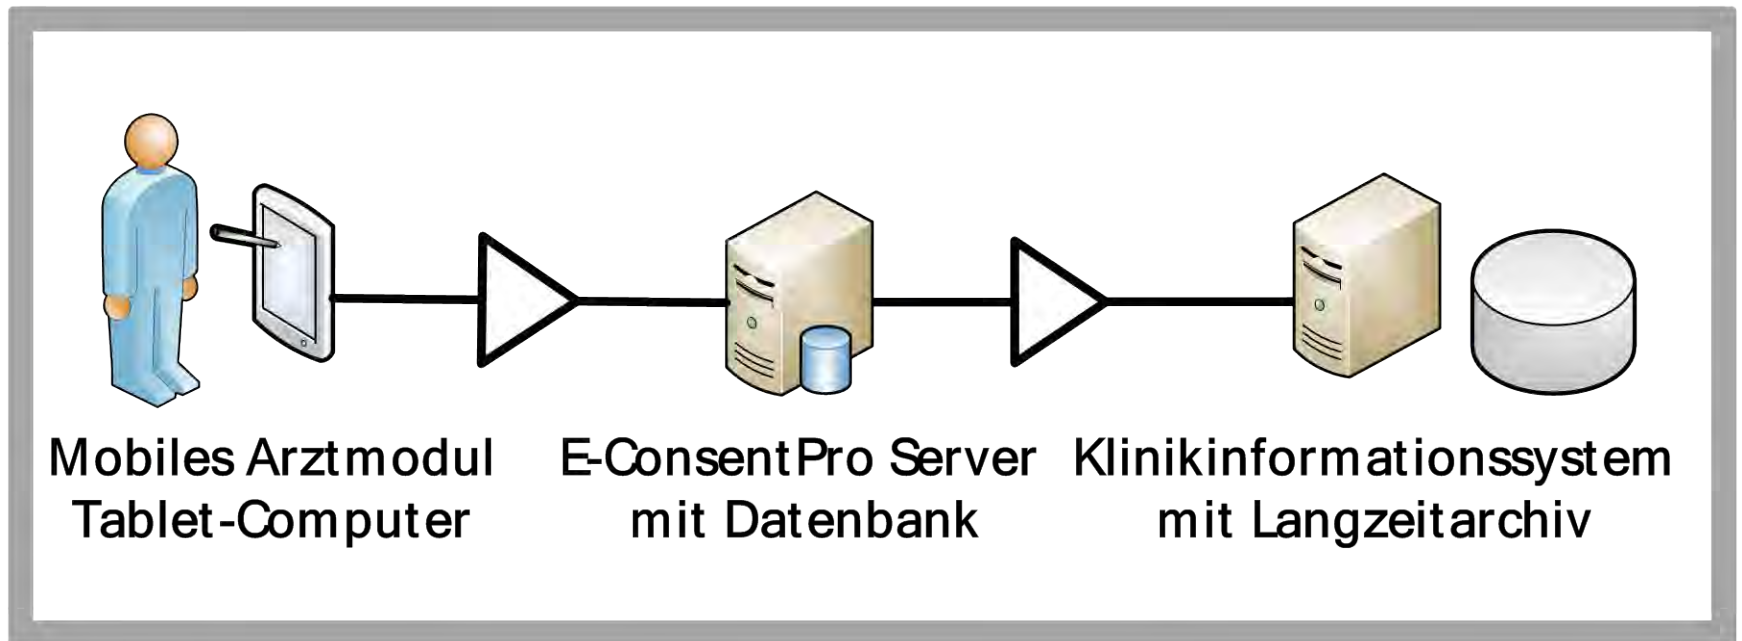 Mobiles Arztmodul
Tablet-Computer
E-ConsentPro Server
mit Datenbank
Klinikinformationssystem
mit Langzeitarchiv